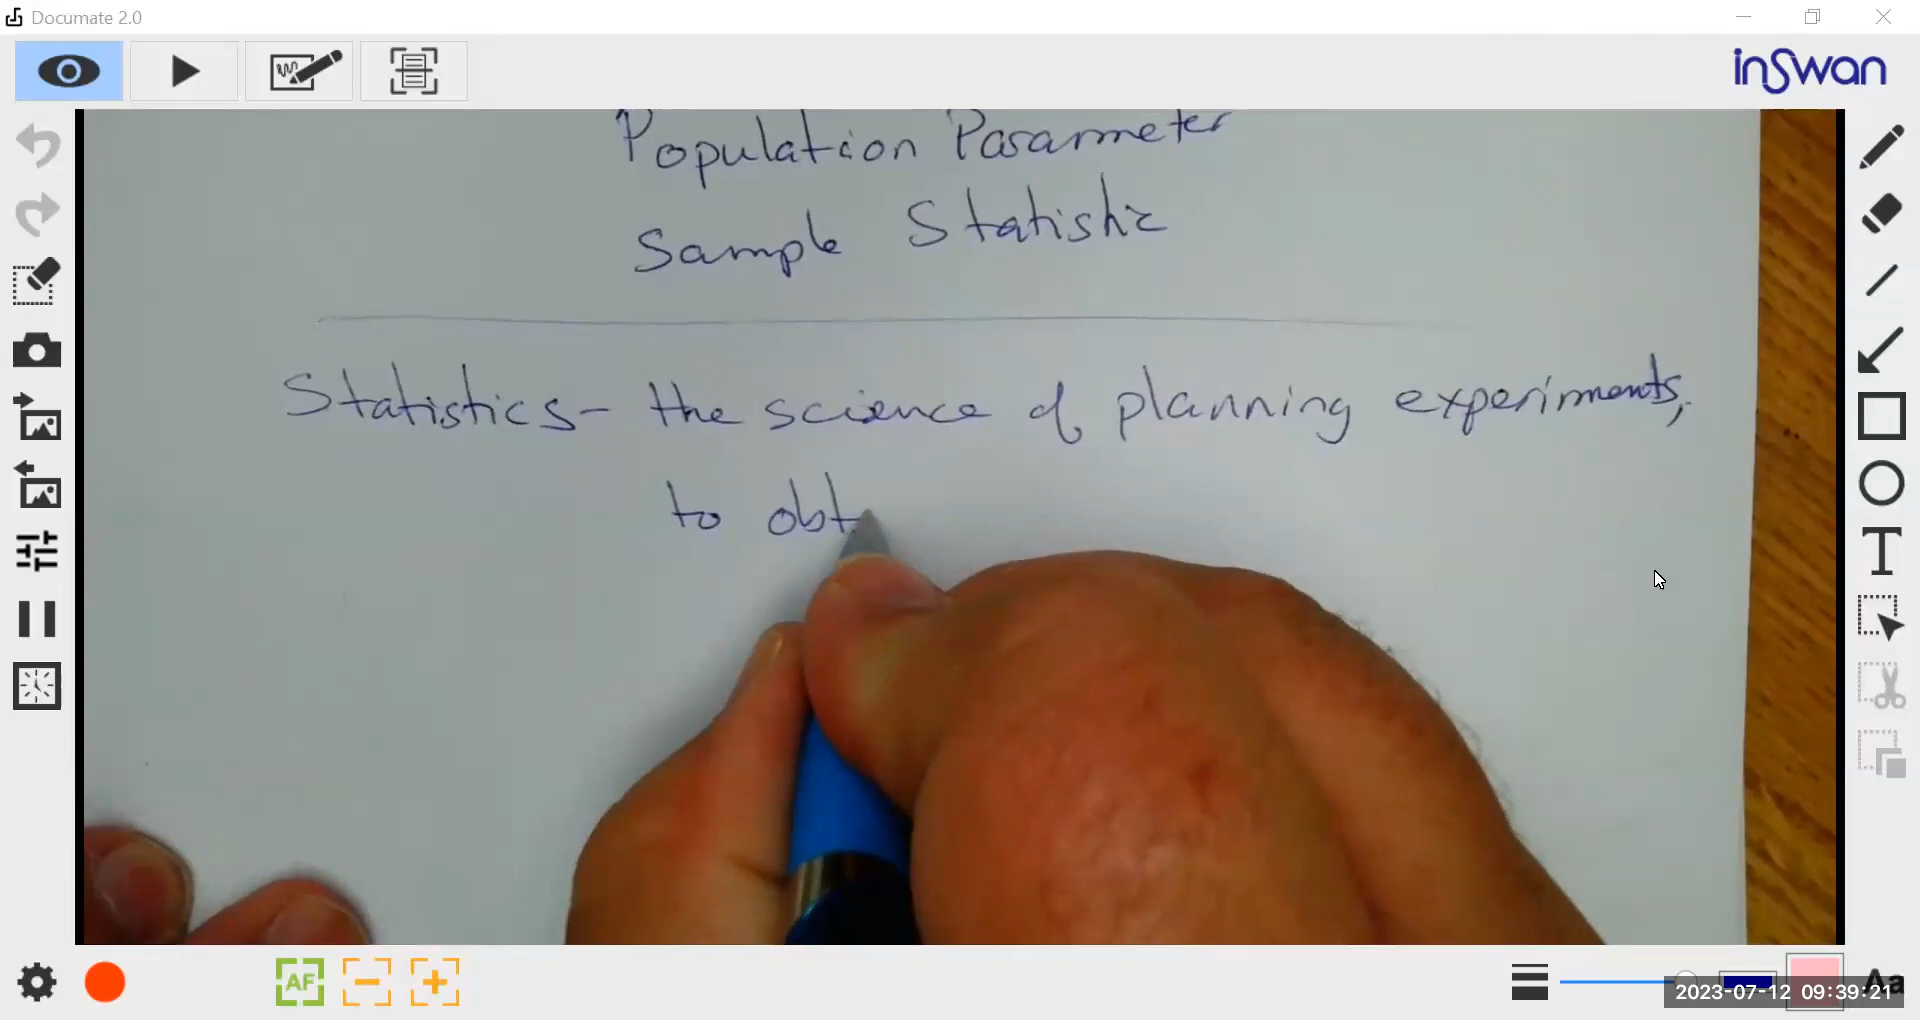 Documate 2.0
inSwan
Population Parameter
Sample Statistic
Statistics - the science of planning experiments,
to obt
AF
T
Aa
2023-07-12 09:39:21